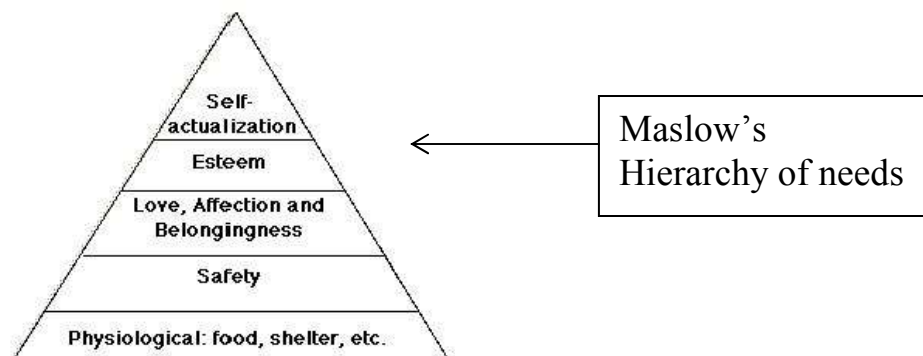 Self-
actualization
Esteem
Love, Affection and
Belongingness
Safety
Physiological: food, shelter, etc.
Maslow’s
Hierarchy of needs